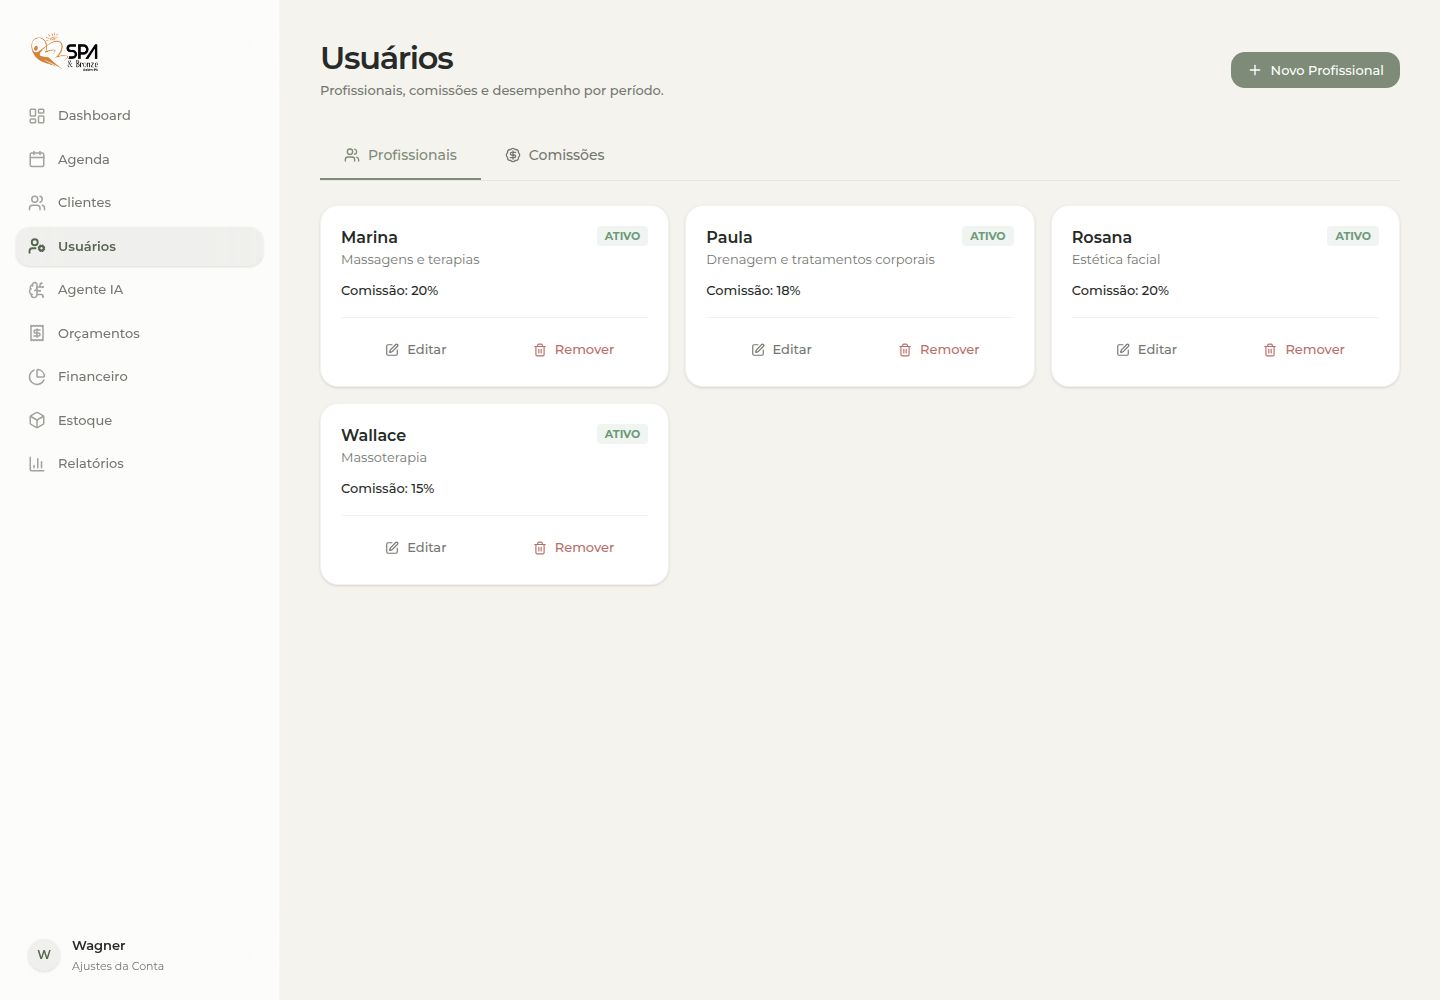 SPA
& Bronze
Dashboard
Agenda
Clientes
Usuários
Agente IA
Orçamentos
Financeiro
Estoque
Relatórios
W
Wagner
Ajustes da Conta
Usuários
Profissionais, comissões e desempenho por período.
Novo Profissional
Profissionais
Comissões
Marina
ATIVO
Massagens e terapias
Comissão: 20%
Editar
Remover
Paula
ATIVO
Drenagem e tratamentos corporais
Comissão: 18%
Editar
Remover
Rosana
ATIVO
Estética facial
Comissão: 20%
Editar
Remover
Wallace
ATIVO
Massoterapia
Comissão: 15%
Editar
Remover